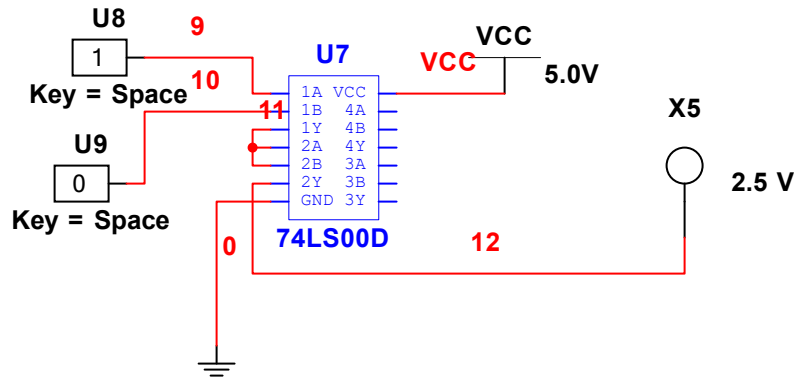 U8
1
Key = Space
9
10
U9
0
Key = Space
11
U7
1A VCC
1B 4A
1Y 4B
2A 4Y
2B 3A
2Y 3B
GND 3Y
74LS00D
VCC
VCC
5.0V
X5
2.5 V
0
12